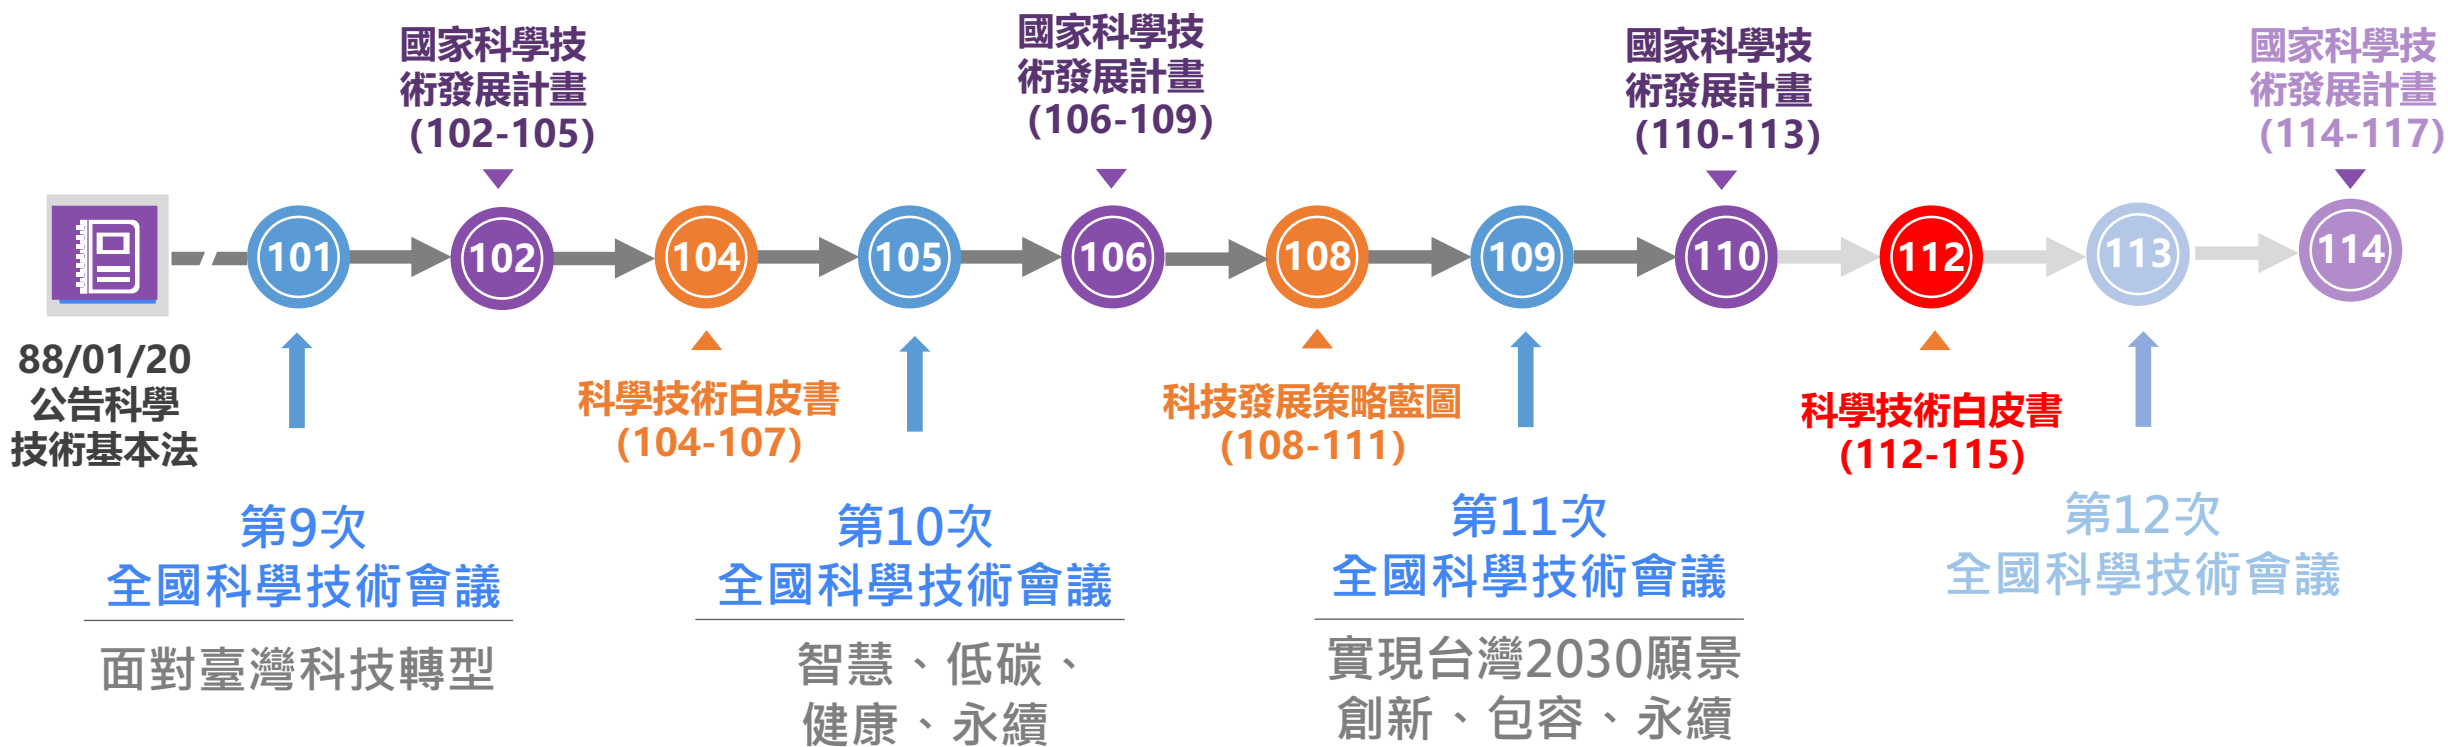 國家科學技
術發展計畫
(102-105)
國家科學技
術發展計畫
(106-109)
國家科學技
術發展計畫
(110-113)
國家科學技
術發展計畫
(114-117)
101
102
104
105
106
108
109
110
112
113
114
88/01/20
公告科學
技術基本法
科學技術白皮書
(104-107)
科技發展策略藍圖
(108-111)
科學技術白皮書
(112-115)
第9次
全國科學技術會議
面對臺灣科技轉型
第10次
全國科學技術會議
智慧、低碳、
健康、永續
第11次
全國科學技術會議
實現台灣2030願景
創新、包容、永續
第12次
全國科學技術會議